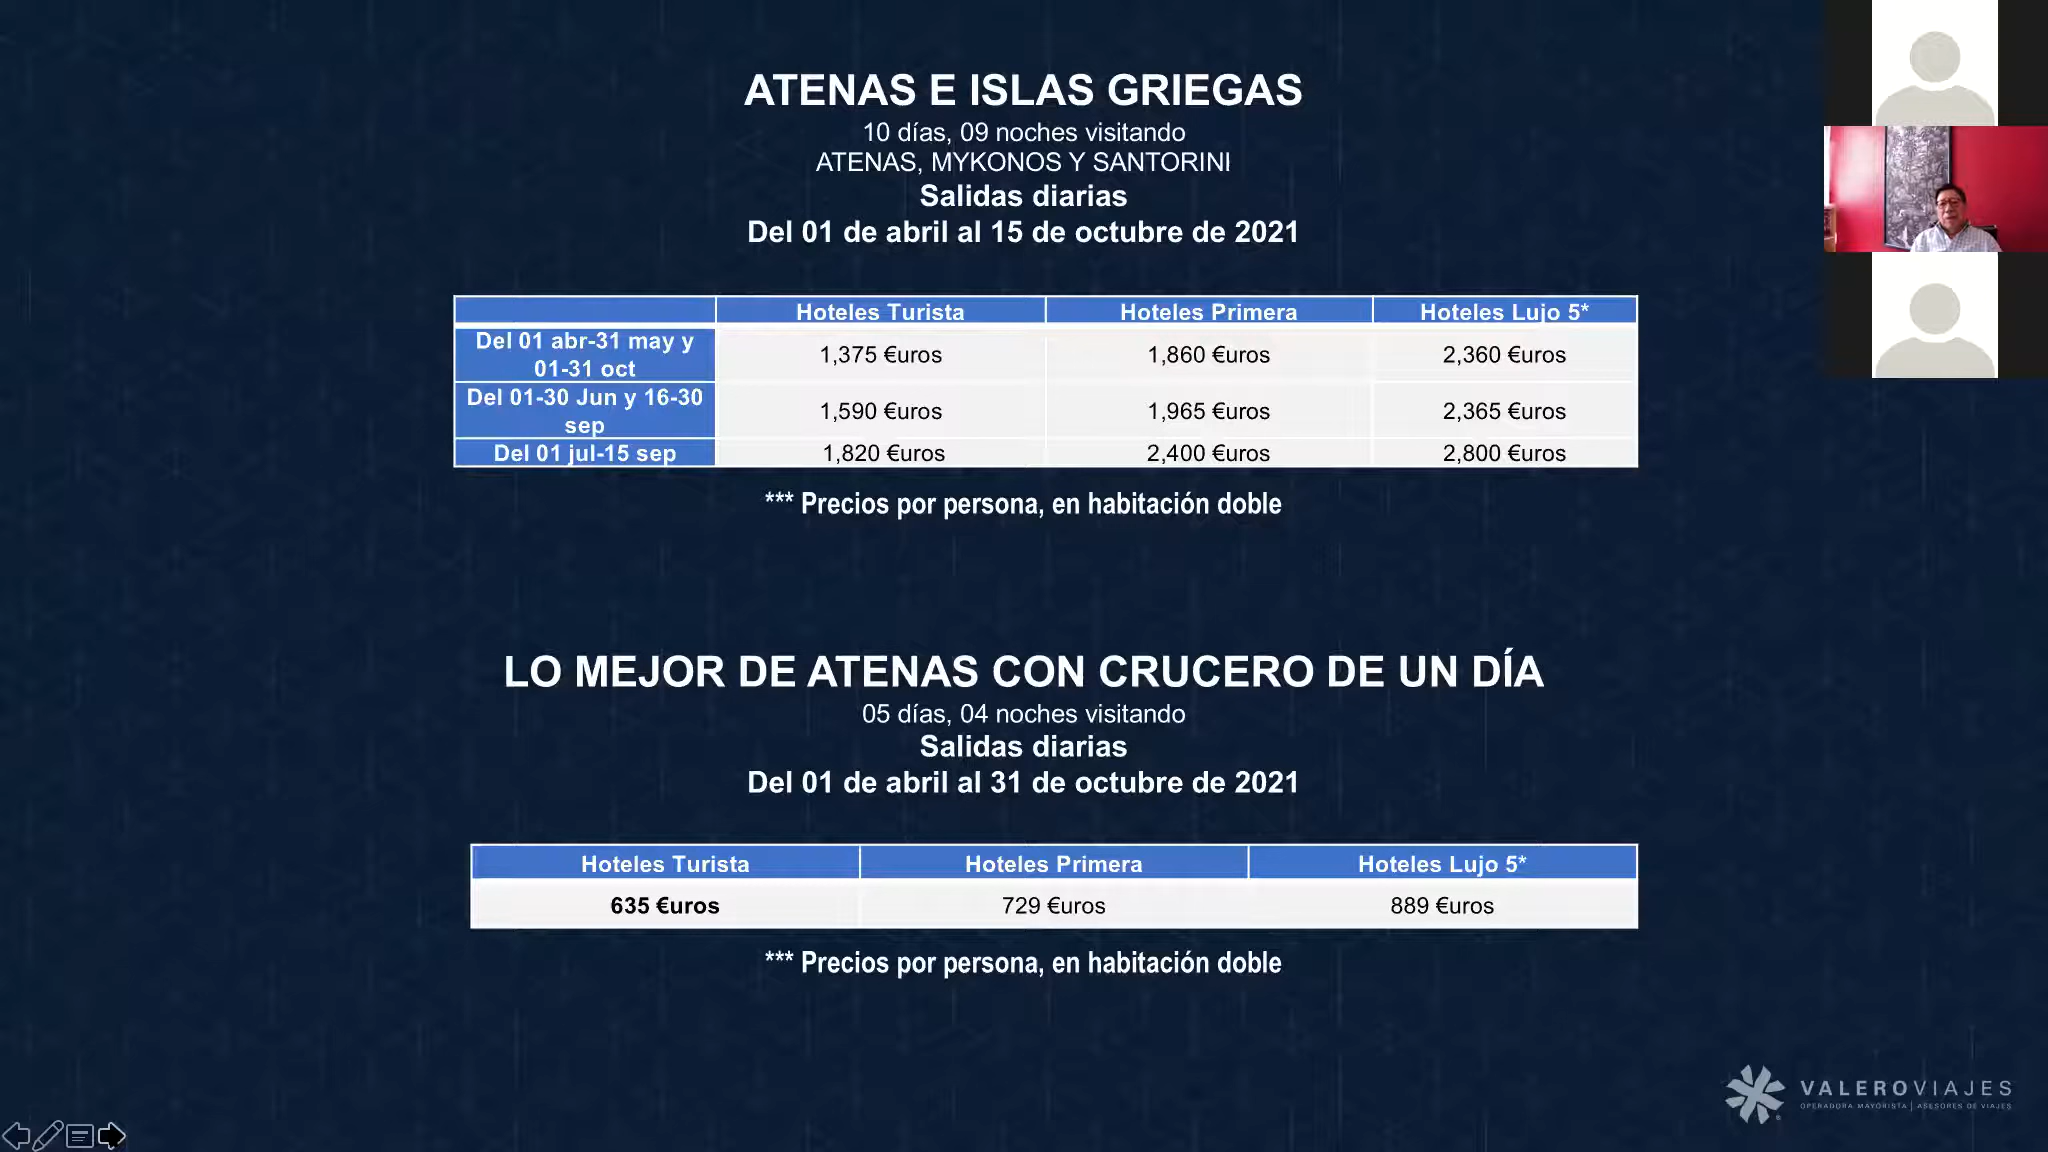 ATENAS E ISLAS GRIEGAS
10 días, 09 noches visitando
ATENAS, MYKONOS Y SANTORINI
Salidas diarias
Del 01 de abril al 15 de octubre de 2021
Hoteles Turista Hoteles Primera Hoteles Lujo 5*
Del 01 abr-31 may y
01-31 oct
1,375 €uros 1,860 €uros 2,360 €uros
Del 01-30 Jun y 16-30
sep
1,590 €uros 1,965 €uros 2,365 €uros
Del 01 jul-15 sep 1,820 €uros 2,400 €uros 2,800 €uros
*** Precios por persona, en habitación doble
LO MEJOR DE ATENAS CON CRUCERO DE UN DÍA
05 días, 04 noches visitando
Salidas diarias
Del 01 de abril al 31 de octubre de 2021
Hoteles Turista Hoteles Primera Hoteles Lujo 5*
635 €uros 729 €uros 889 €uros
*** Precios por persona, en habitación doble
VALEROVIAJES
OPERADORA MAYORISTA | ASESORES DE VIAJES